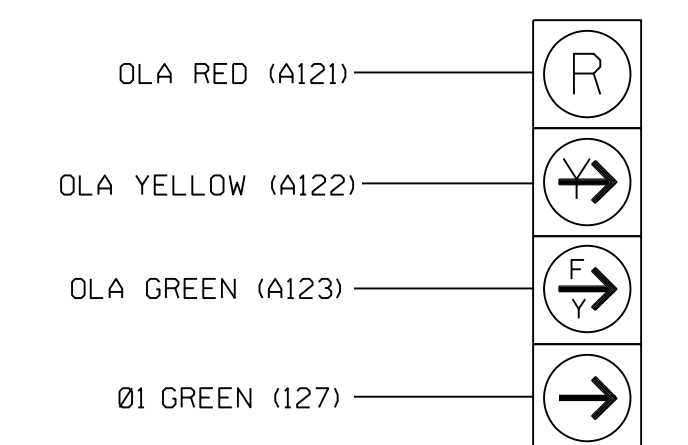 OLA RED (A121)
R
OLA YELLOW (A122)
Y
OLA GREEN (A123)
F
Y
Ø1 GREEN (127)